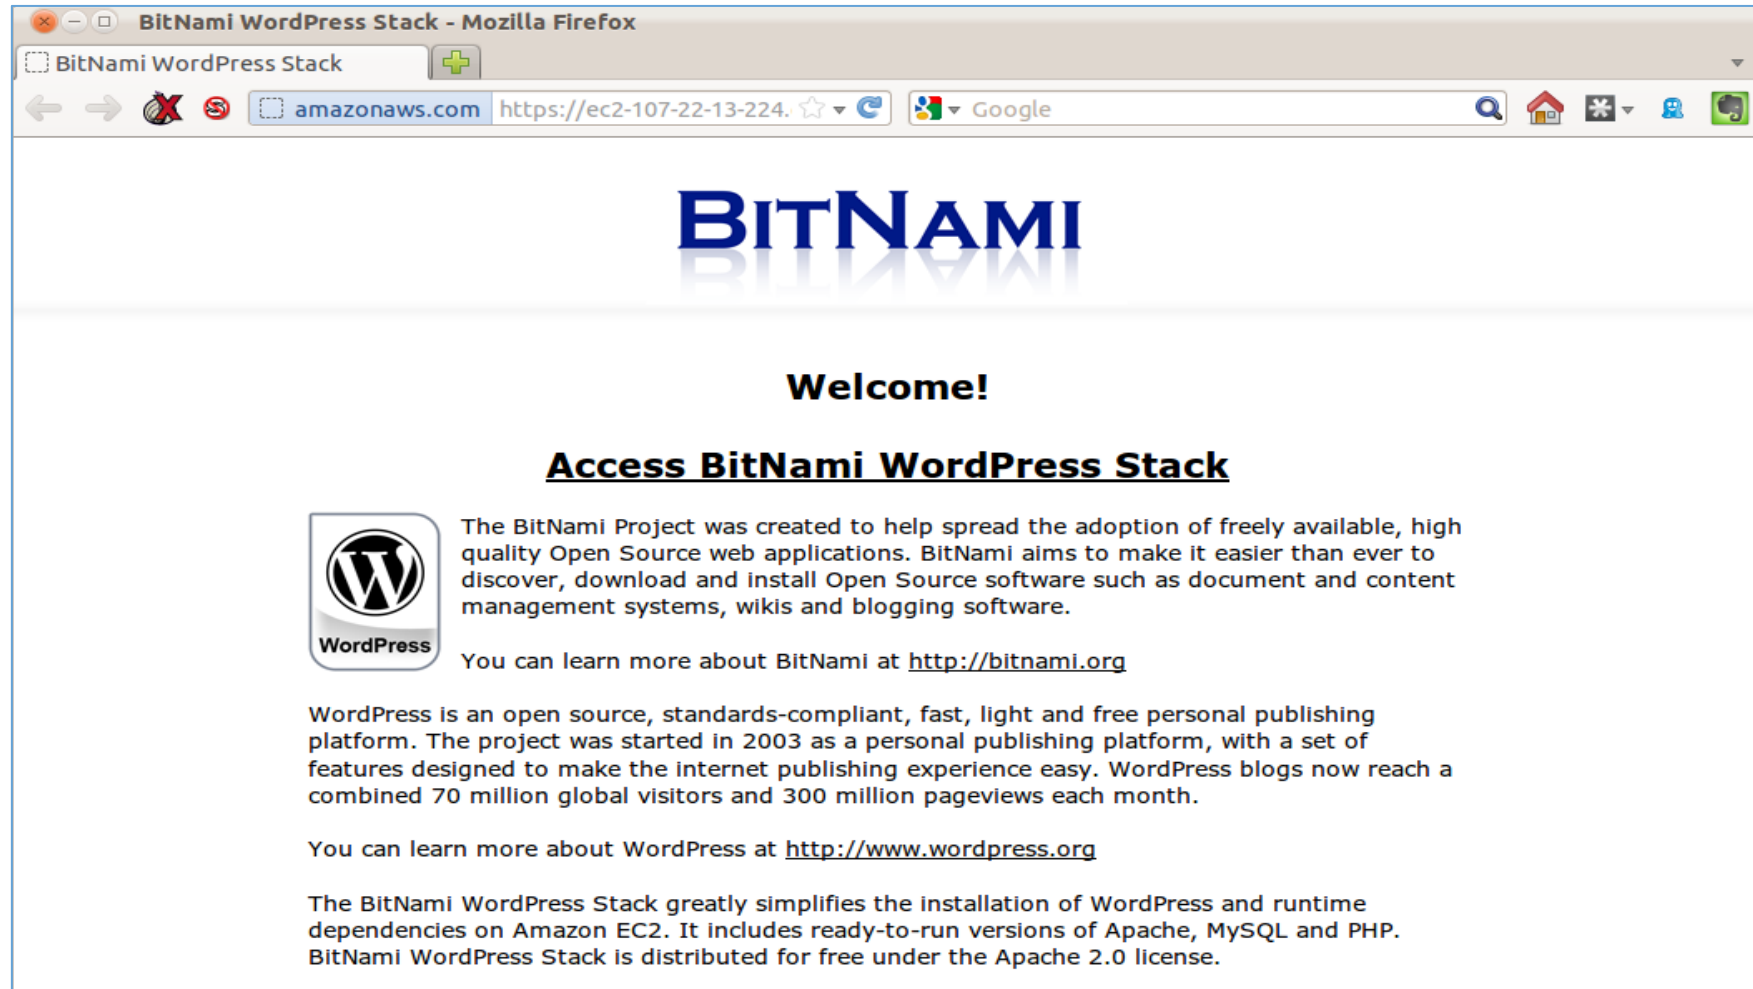 BitNami WordPress Stack - Mozilla Firefox
BitNami WordPress Stack
amazonaws.com https://ec2-107-22-13-224. Google
BITNAMI
Welcome!
Access BitNami WordPress Stack
The BitNami Project was created to help spread the adoption of freely available, high
quality Open Source web applications. BitNami aims to make it easier than ever to
discover, download and install Open Source software such as document and content
management systems, wikis and blogging software.
WordPress
You can learn more about BitNami at http://bitnami.org
WordPress is an open source, standards-compliant, fast, light and free personal publishing
platform. The project was started in 2003 as a personal publishing platform, with a set of
features designed to make the internet publishing experience easy. WordPress blogs now reach a
combined 70 million global visitors and 300 million pageviews each month.
You can learn more about WordPress at http://www.wordpress.org
The BitNami WordPress Stack greatly simplifies the installation of WordPress and runtime
dependencies on Amazon EC2. It includes ready-to-run versions of Apache, MySQL and PHP.
BitNami WordPress Stack is distributed for free under the Apache 2.0 license.